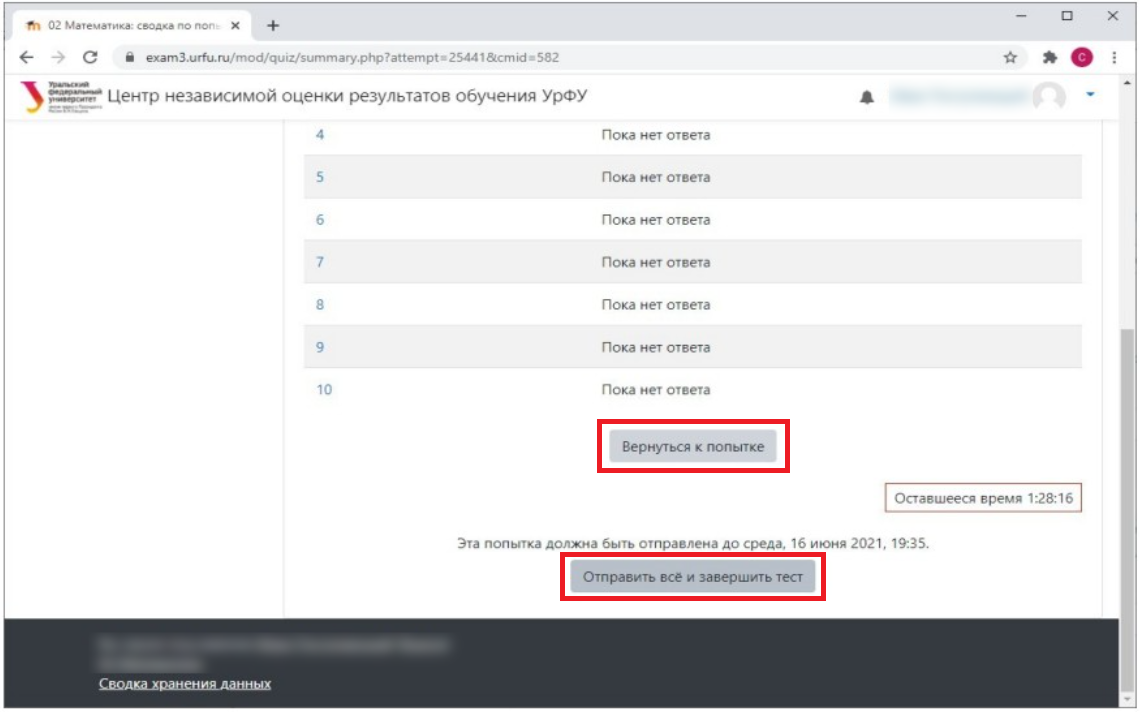 02 Математика: сводка по поп
exam3.urfu.ru/mod/quiz/summary.php?attempt=25441&cmid=582
C
Уральский
федеральный
университет
Центр независимой оценки результатов обучения УрФУ
4 Пока нет ответа
5 Пока нет ответа
6 Пока нет ответа
7 Пока нет ответа
8 Пока нет ответа
9 Пока нет ответа
10 Пока нет ответа
Вернуться к попытке
Оставшееся время 1:28:16
Эта попытка должна быть отправлена до среда, 16 июня 2021, 19:35.
Отправить всё и завершить тест
Сводка хранения данных